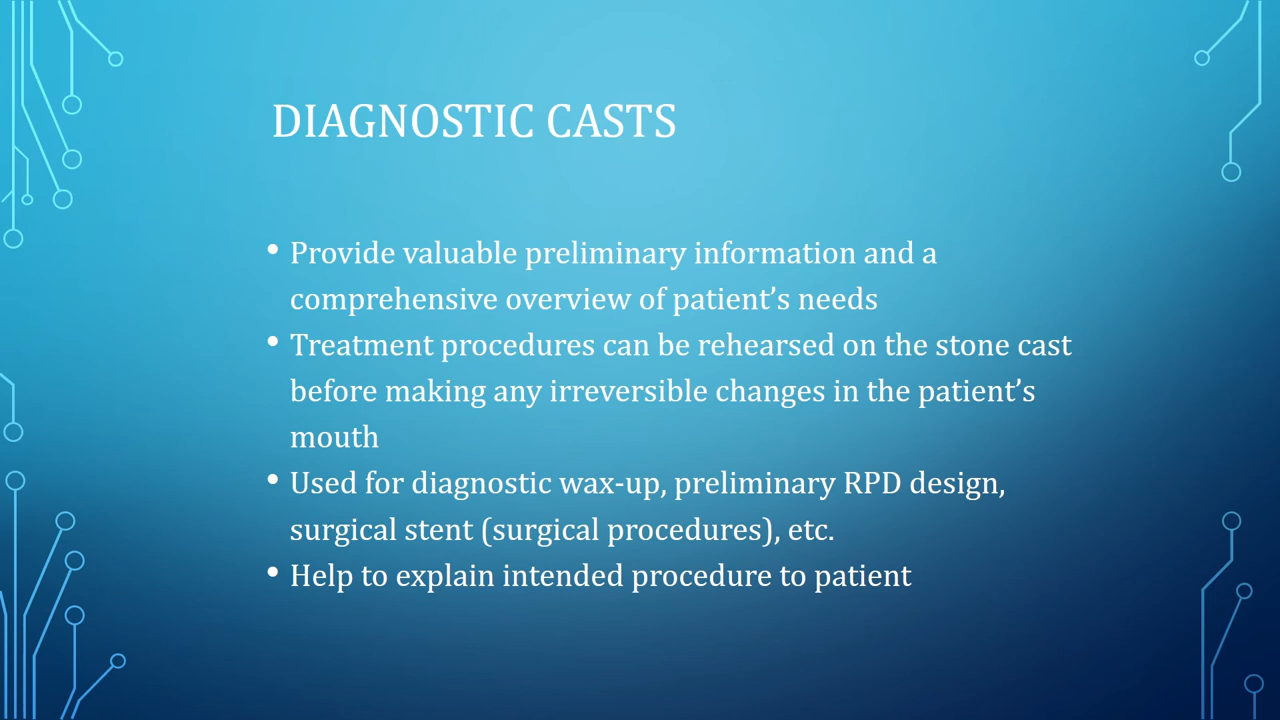 DIAGNOSTIC CASTS
• Provide valuable preliminary information and a
comprehensive overview of patient’s needs
• Treatment procedures can be rehearsed on the stone cast
before making any irreversible changes in the patient’s
mouth
• Used for diagnostic wax-up, preliminary RPD design,
surgical stent (surgical procedures), etc.
• Help to explain intended procedure to patient